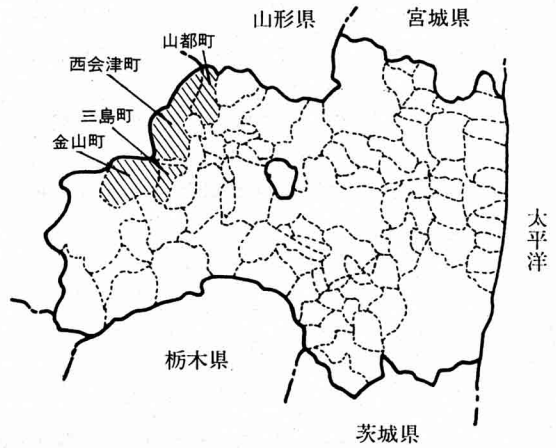 山形県
宮城県
山都町
西会津町
三島町
金山町
太平洋
栃木県
茨城県